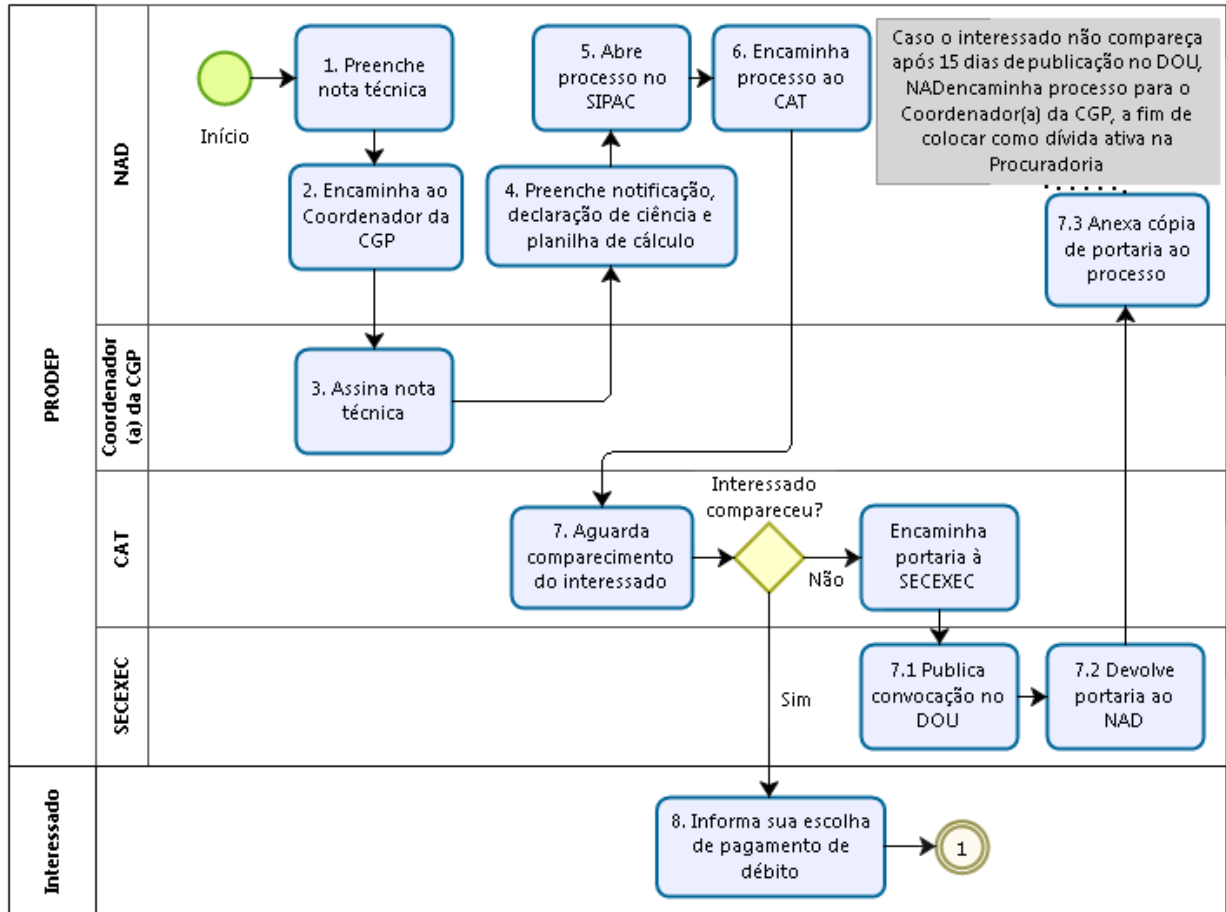 PRODEP
NAD
Início
1. Preenche
nota técnica
2. Encaminha ao
Coordenador da
CGP
5. Abre
processo no
SIPAC
4. Preenche notificação,
declaração de ciência e
planilha de cálculo
6. Encaminha
processo ao
CAT
Caso o interessado não compareça
após 15 dias de publicação no DOU,
NADencaminha processo para o
Coordenador(a) da CGP, a fim de
colocar como dívida ativa na
Procuradoria
7.3 Anexa cópia
de portaria ao
processo
Coordenador
(a) da CGP
3. Assina nota
técnica
CAT
7. Aguarda
comparecimento
do interessado
Interessado
compareceu?
Não
Encaminha
portaria à
SECEXEC
SECEXEC
Sim
7.1 Publica
convocação no
DOU
7.2 Devolve
portaria ao
NAD
Interessado
8. Informa sua escolha
de pagamento de
débito
1